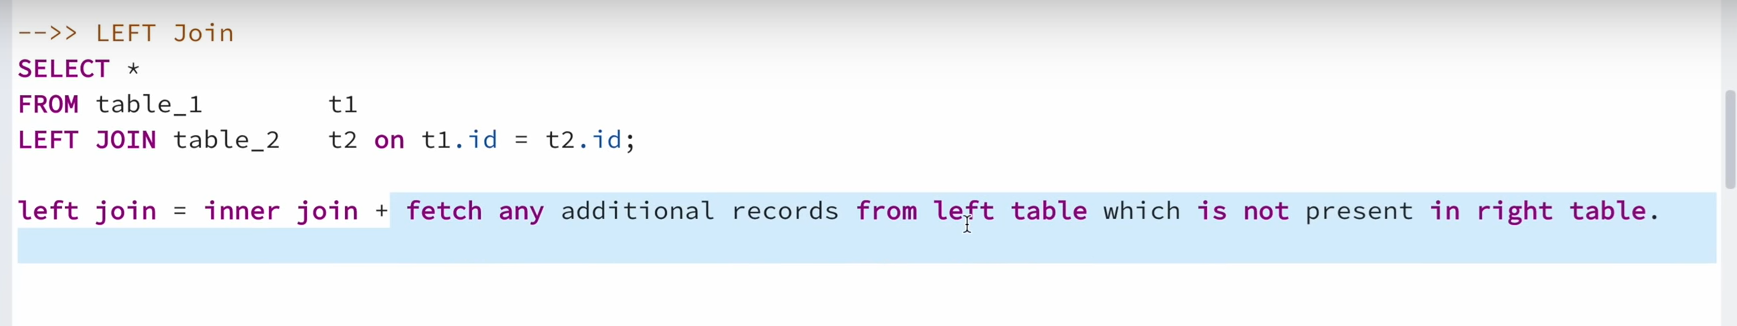 -->> LEFT Join
SELECT *
FROM table_1 t1
LEFT JOIN table_2 t2 on t1.id = t2.id;
left join = inner join + fetch any additional records from left table which is not present in right table.